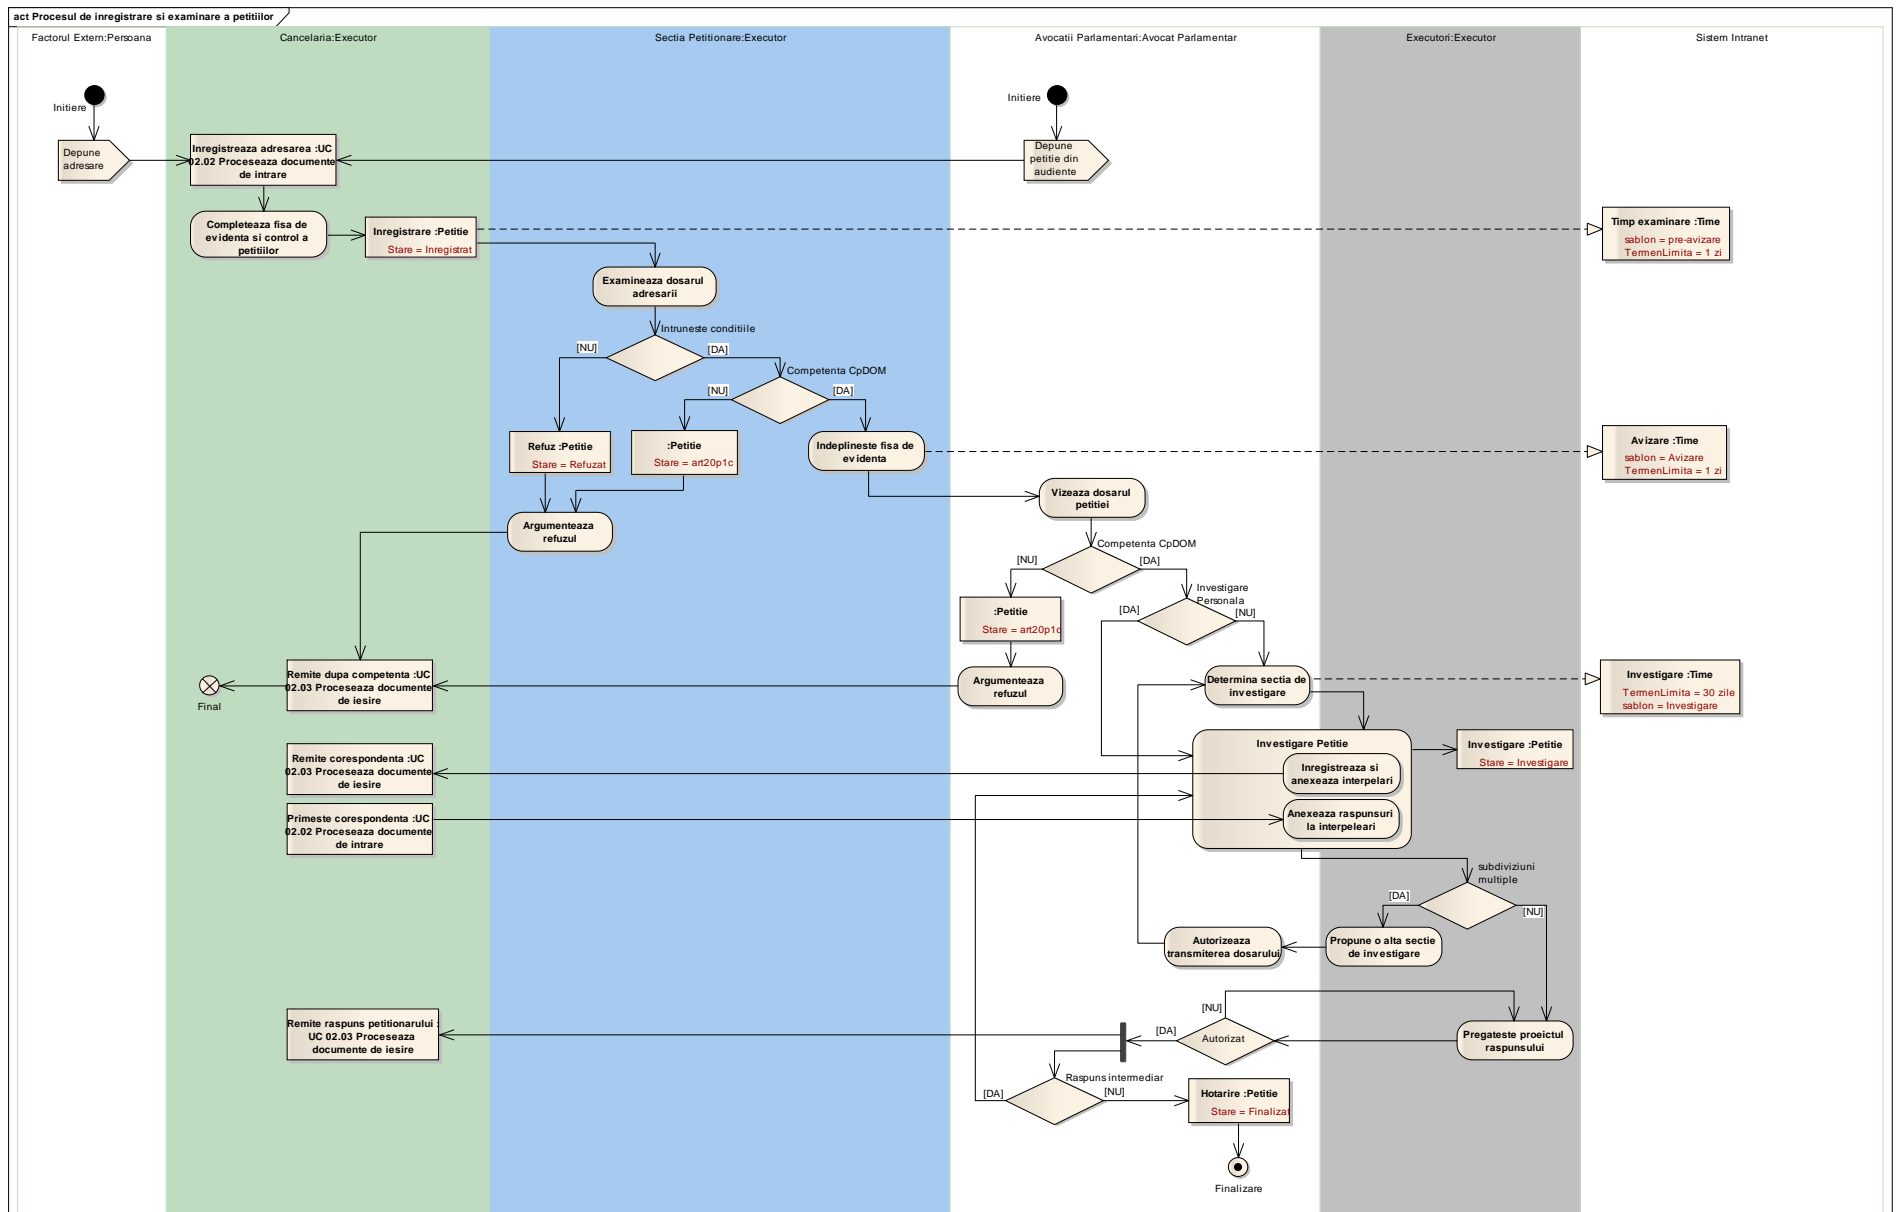 act Procesul de inregistrare si examinare a petitiilor
Factorul Extern:Persoana
Cancelaria:Executor
Sectia Petitionare:Executor
Avocatii Parlamentari:Avocat Parlamentar
Executori:Executor
Sistem Intranet
Initiere
Initiere
Depune
adresare
Inregistreaza adresarea :UC
02.02 Proceseaza documente
de intrare
Depune
petitie din
audiente
Completeaza fisa de
evidenta si control a
petitiilor
Inregistrare :Petitie
Stare = Inregistrat
Timp examinare :Time
sablon = pre-avizare
TermenLimita = 1 zi
Examineaza dosarul
adresarii
Intruneste conditiile
[NU]
[DA]
Competenta CpDOM
[NU]
[DA]
Refuz :Petitie
Stare = Refuzat
:Petitie
Stare = art20p1c
Indeplineste fisa de
evidenta
Avizare :Time
sablon = Avizare
TermenLimita = 1 zi
Vizeaza dosarul
petitiei
Argumenteaza
refuzul
Competenta CpDOM
[NU]
[DA]
Investigare
Personala
[DA]
[NU]
:Petitie
Stare = art20p1c
Remite dupa competenta :UC
02.03 Proceseaza documente
de iesire
Final
Argumenteaza
refuzul
Determina sectia de
investigare
Investigare :Time
TermenLimita = 30 zile
sablon = Investigare
Investigare Petitie
Investigare :Petitie
Stare = Investigare
Remite corespondenta :UC
02.03 Proceseaza documente
de iesire
Inregistreaza si
anexeaza interpelari
Primeste corespondenta :UC
02.02 Proceseaza documente
de intrare
Anexeaza raspunsuri
la interpeleari
subdiviziuni
multiple
[DA]
[NU]
Autorizeaza
transmiterea dosarului
Propune o alta sectie
de investigare
[NU]
Remite raspuns petitionarului :
UC 02.03 Proceseaza
documente de iesire
[DA]
Autorizat
Pregateste proeictul
raspunsului
Raspuns intermediar
[DA]
[NU]
Hotarire :Petitie
Stare = Finalizat
Finalizare